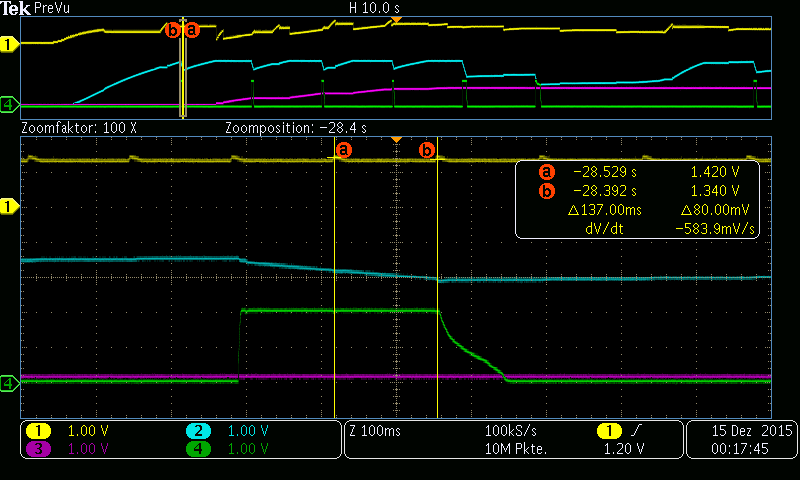 Tek PreVu H 10.0 s
b a
1
4
Zoomfaktor: 100 X Zoomposition: −28.4 s
a b
1
a −28.529 s 1.420 V
b −28.392 s 1.340 V
Δ137.00ms Δ80.00mV
dV/dt −583.9mV/s
4
1 1.00 V 2 1.00 V Z 100ms 100kS/s 1 1.20 V 15 Dez 2015
3 1.00 V 4 1.00 V 10M Pkte. 00:17:45